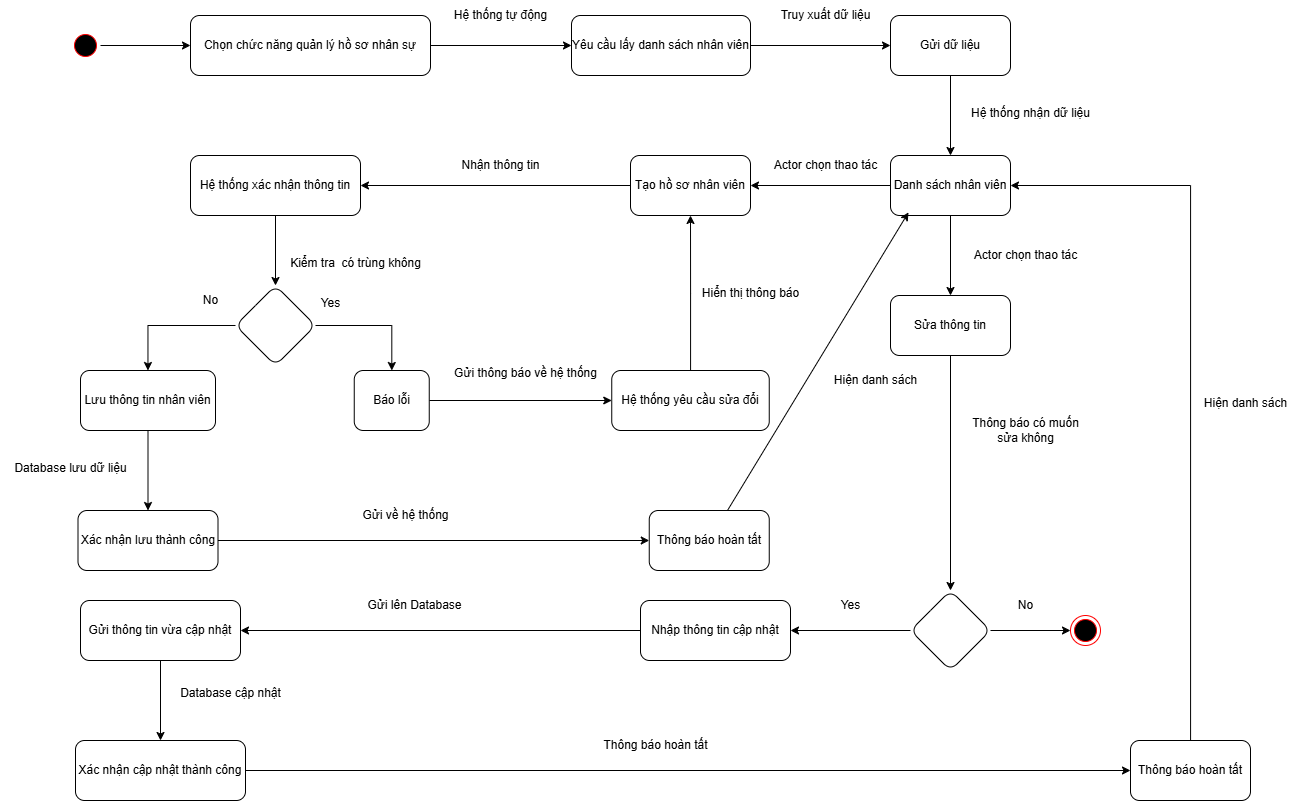 Hệ thống tự động
Truy xuất dữ liệu
Chọn chức năng quản lý hồ sơ nhân sự
Yêu cầu lấy danh sách nhân viên
Gửi dữ liệu
Hệ thống nhận dữ liệu
Nhận thông tin
Actor chọn thao tác
Hệ thống xác nhận thông tin
Tạo hồ sơ nhân viên
Danh sách nhân viên
Kiểm tra có trùng không
Actor chọn thao tác
No
Yes
Hiển thị thông báo
Sửa thông tin
Gửi thông báo về hệ thống
Hiện danh sách
Lưu thông tin nhân viên
Báo lỗi
Hệ thống yêu cầu sửa đổi
Hiện danh sách
Thông báo có muốn
sửa không
Database lưu dữ liệu
Gửi về hệ thống
Xác nhận lưu thành công
Thông báo hoàn tất
Gửi lên Database
Yes
No
Gửi thông tin vừa cập nhật
Nhập thông tin cập nhật
Database cập nhật
Thông báo hoàn tất
Xác nhận cập nhật thành công
Thông báo hoàn tất